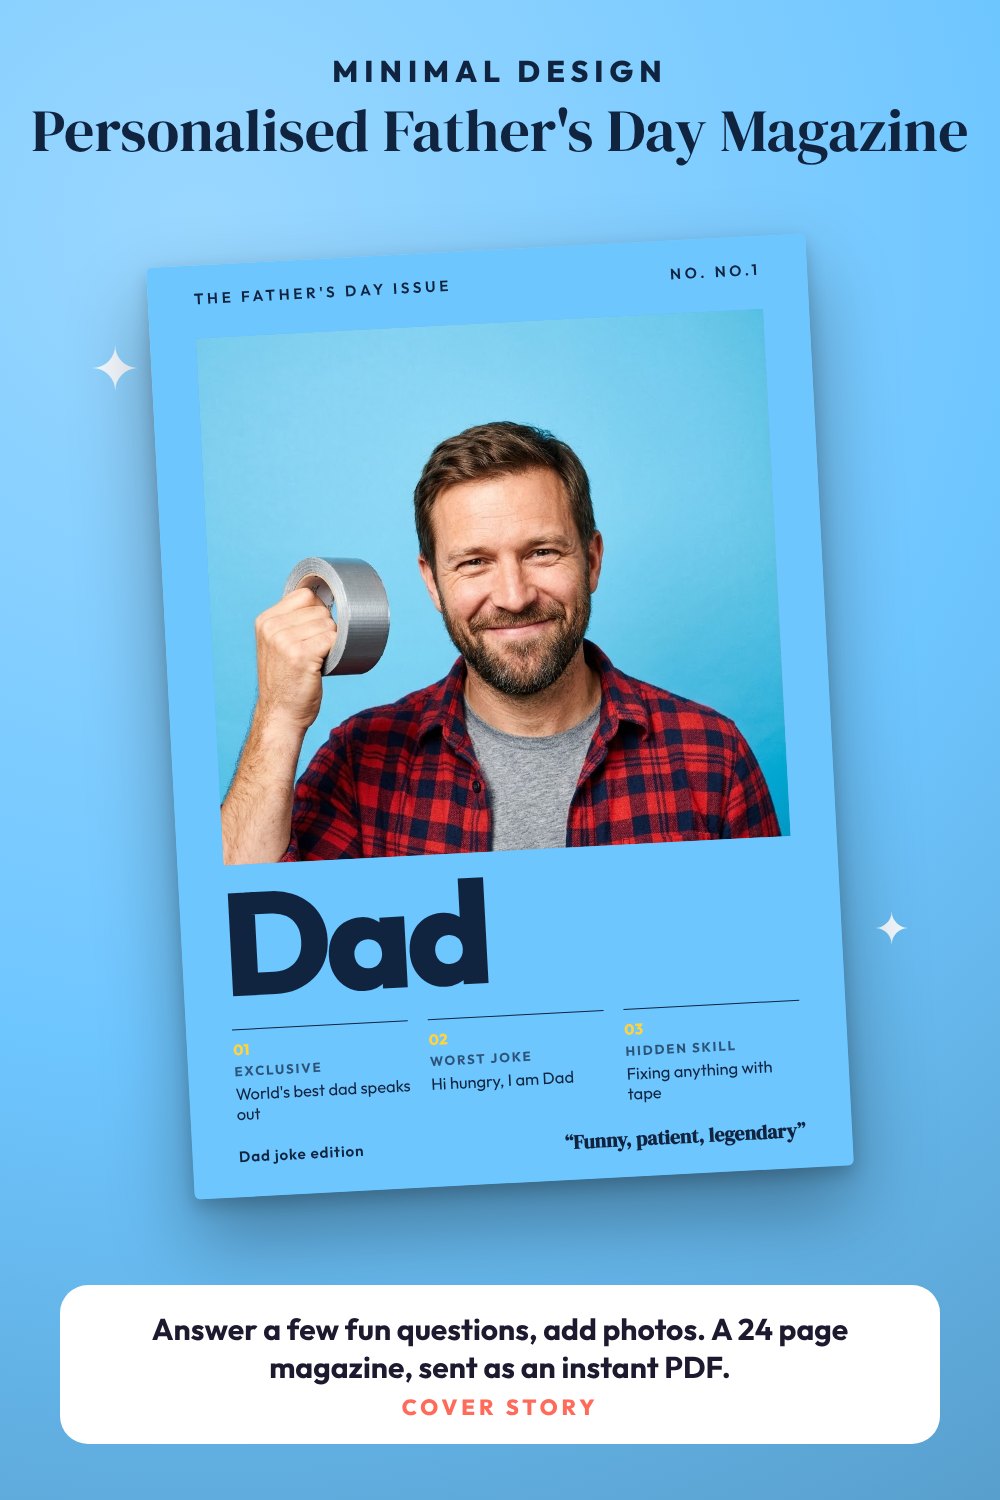 MINIMAL DESIGN
Personalised Father's Day Magazine
THE FATHER'S DAY ISSUE
NO. NO.1
Dad
01
EXCLUSIVE
World's best dad speaks
out
02
WORST JOKE
Hi hungry, I am Dad
03
HIDDEN SKILL
Fixing anything with
tape
Dad joke edition
“Funny, patient, legendary”
Answer a few fun questions, add photos. A 24 page
magazine, sent as an instant PDF.
COVER STORY